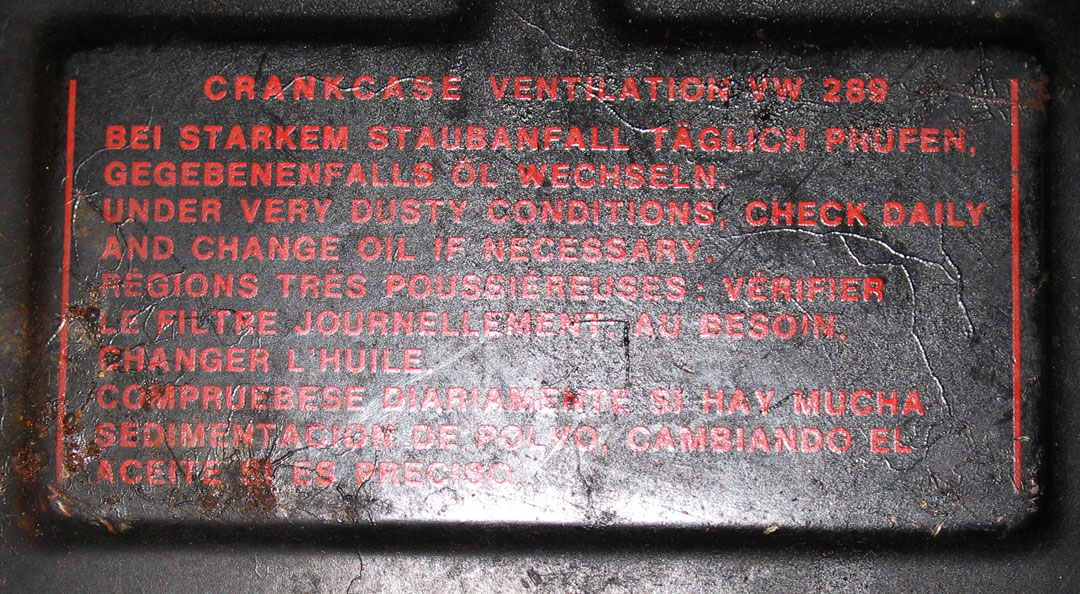 CRANKCASE VENTILATION VW 289
BEI STARKEM STAUBANFALL TÄGLICH PRÜFEN,
GEGEBENENFALLS ÖL WECHSELN.
UNDER VERY DUSTY CONDITIONS, CHECK DAILY
AND CHANGE OIL IF NECESSARY.
RÉGIONS TRÈS POUSSIÉREUSES: VÉRIFIER
LE FILTRE JOURNELLEMENT, AU BESOIN,
CHANGER L'HUILE.
COMPRUEBESE DIARIAMENTE SI HAY MUCHA
SEDIMENTACION DE POLVO, CAMBIANDO EL
ACEITE SI ES PRECISO.